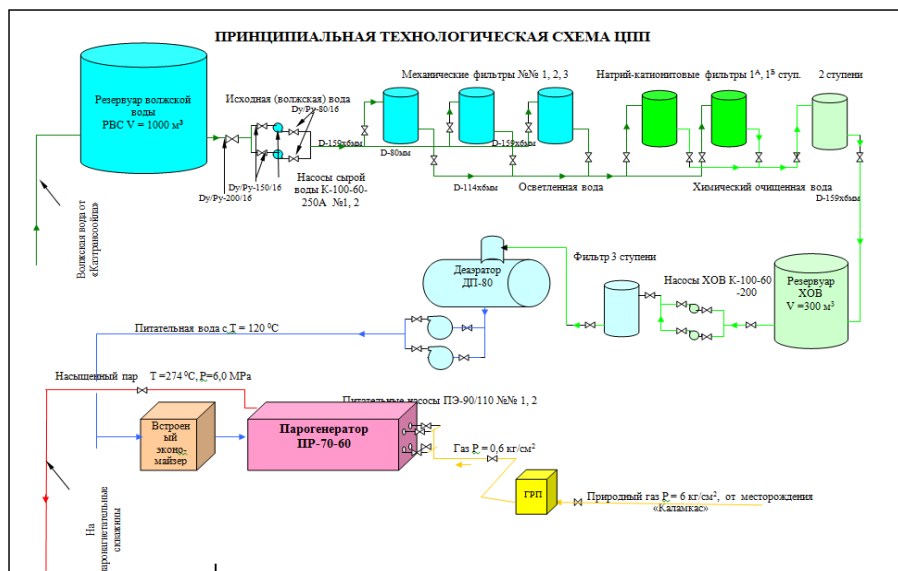 ПРИНЦИПИАЛЬНАЯ ТЕХНОЛОГИЧЕСКАЯ СХЕМА ЦПП
Резервуар волжской
воды
РВС V = 1000 м³
Исходная (волжская) вода
Dy/Py-80/16
Механические фильтры №№ 1, 2, 3
Натрий-катионитовые фильтры 1ᴬ, 1ᴮ ступ.
2 ступени
D-159х6мм
D-80мм
D-159х6мм
Dy/Py-150/16
Dy/Py-200/16
Насосы сырой
воды К-100-60-
250А №1, 2
D-114х6мм
Осветленная вода
Химический очищенная вода
D-159х6мм
Волжская вода от
«Казтрансойла»
Деаэратор
ДП-80
Фильтр 3 ступени
Насосы ХОВ К-100-60
-200
Резервуар
ХОВ
V =300 м³
Питательная вода с Т = 120 ⁰С
Насыщенный пар Т =274 ⁰С, Р=6,0 МРа
Питательные насосы ПЭ-90/110 №№ 1, 2
Встроен
ый
эконо-
майзер
Парогенератор
ПР-70-60
Газ Р = 0,6 кг/см²
ГРП
Природный газ Р = 6 кг/см², от месторождения
«Каламкас»
На
паронагнетательные
скважины